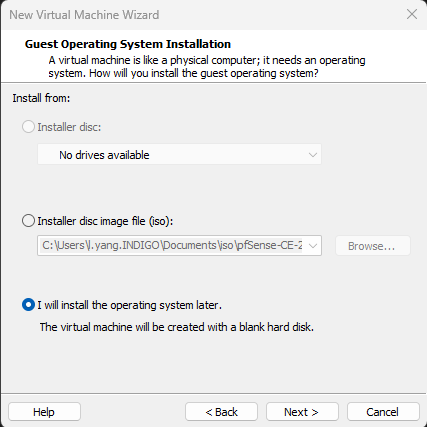 New Virtual Machine Wizard
Guest Operating System Installation
A virtual machine is like a physical computer; it needs an operating
system. How will you install the guest operating system?
Install from:
Installer disc:
No drives available
Installer disc image file (iso):
C:\Users\l.yang.INDIGO\Documents\iso\pfSense-CE-2
Browse...
I will install the operating system later.
The virtual machine will be created with a blank hard disk.
Help
< Back
Next >
Cancel